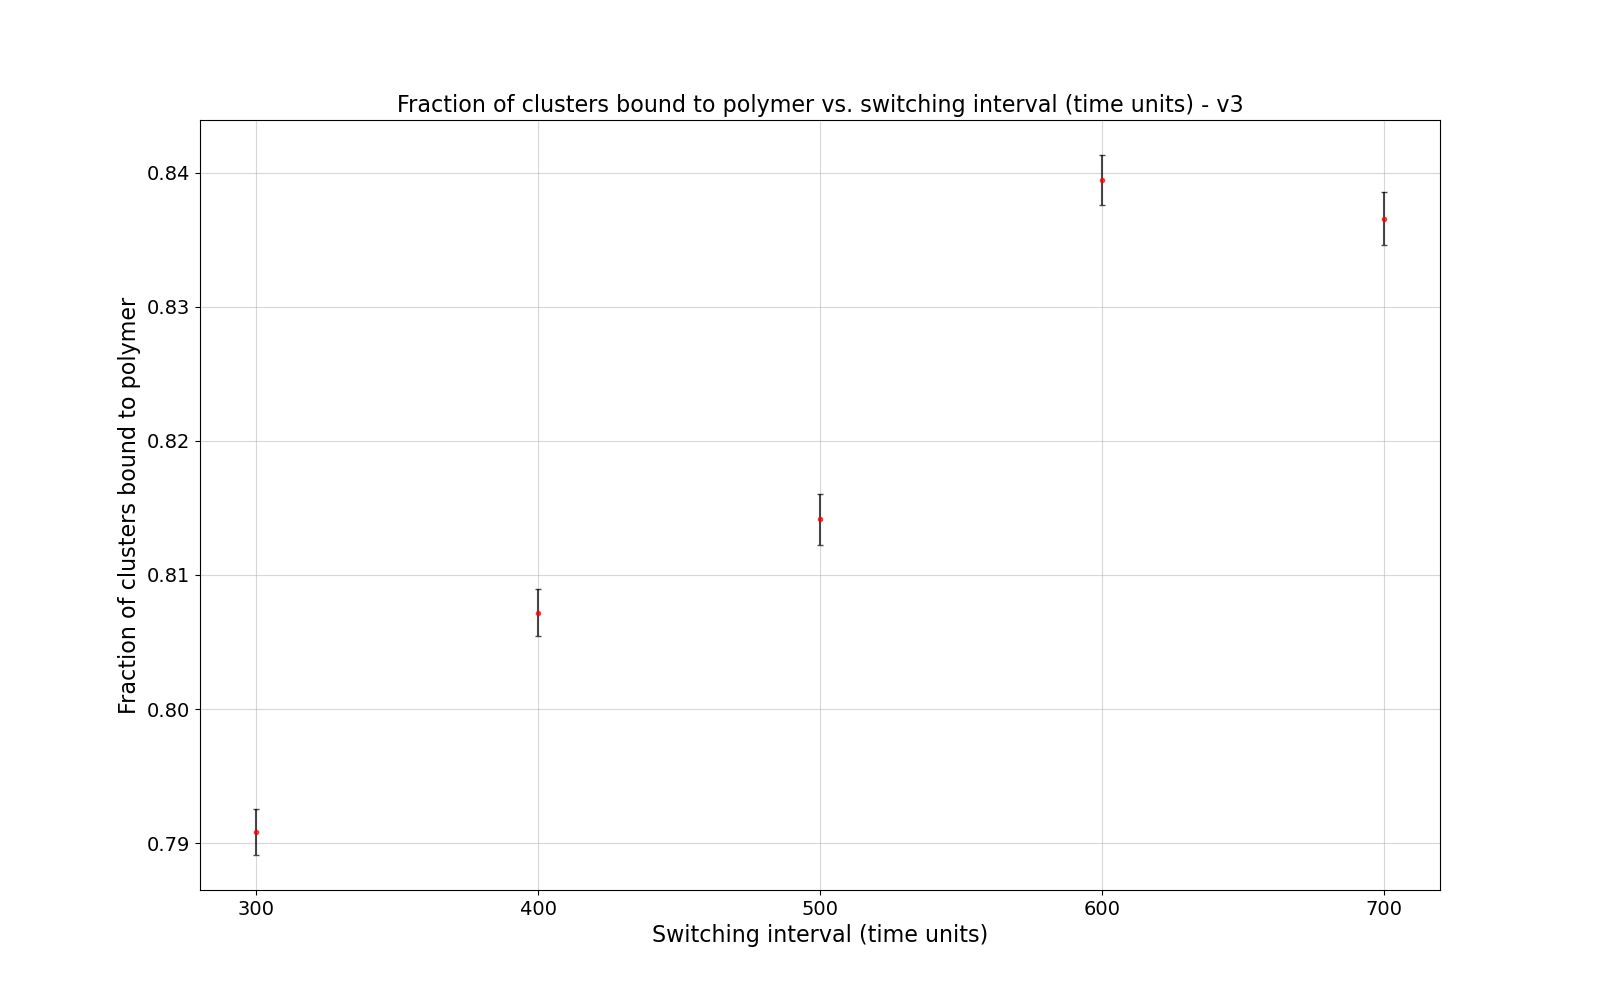 Fraction of clusters bound to polymer vs. switching interval (time units) - v3
Fraction of clusters bound to polymer
0.84
0.83
0.82
0.81
0.80
0.79
300 400 500 600 700
Switching interval (time units)